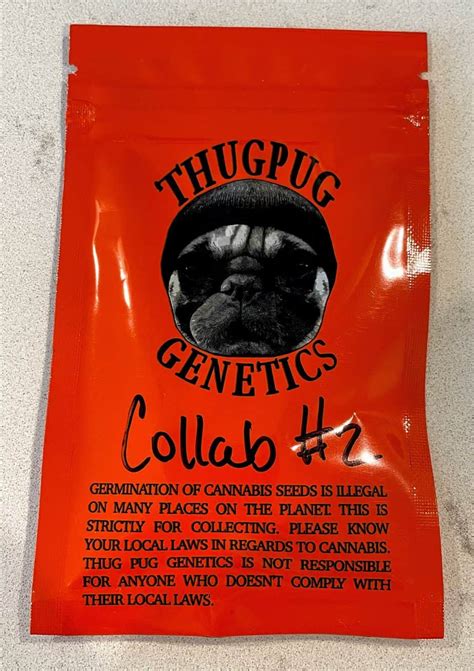 THUGPUG
GENETICS
Collab #2
GERMINATION OF CANNABIS SEEDS IS ILLEGAL
ON MANY PLACES ON THE PLANET. THIS IS
STRICTLY FOR COLLECTING. PLEASE KNOW
YOUR LOCAL LAWS IN REGARDS TO CANNABIS.
THUG PUG GENETICS IS NOT RESPONSIBLE
FOR ANYONE WHO DOESN'T COMPLY WITH
THEIR LOCAL LAWS.